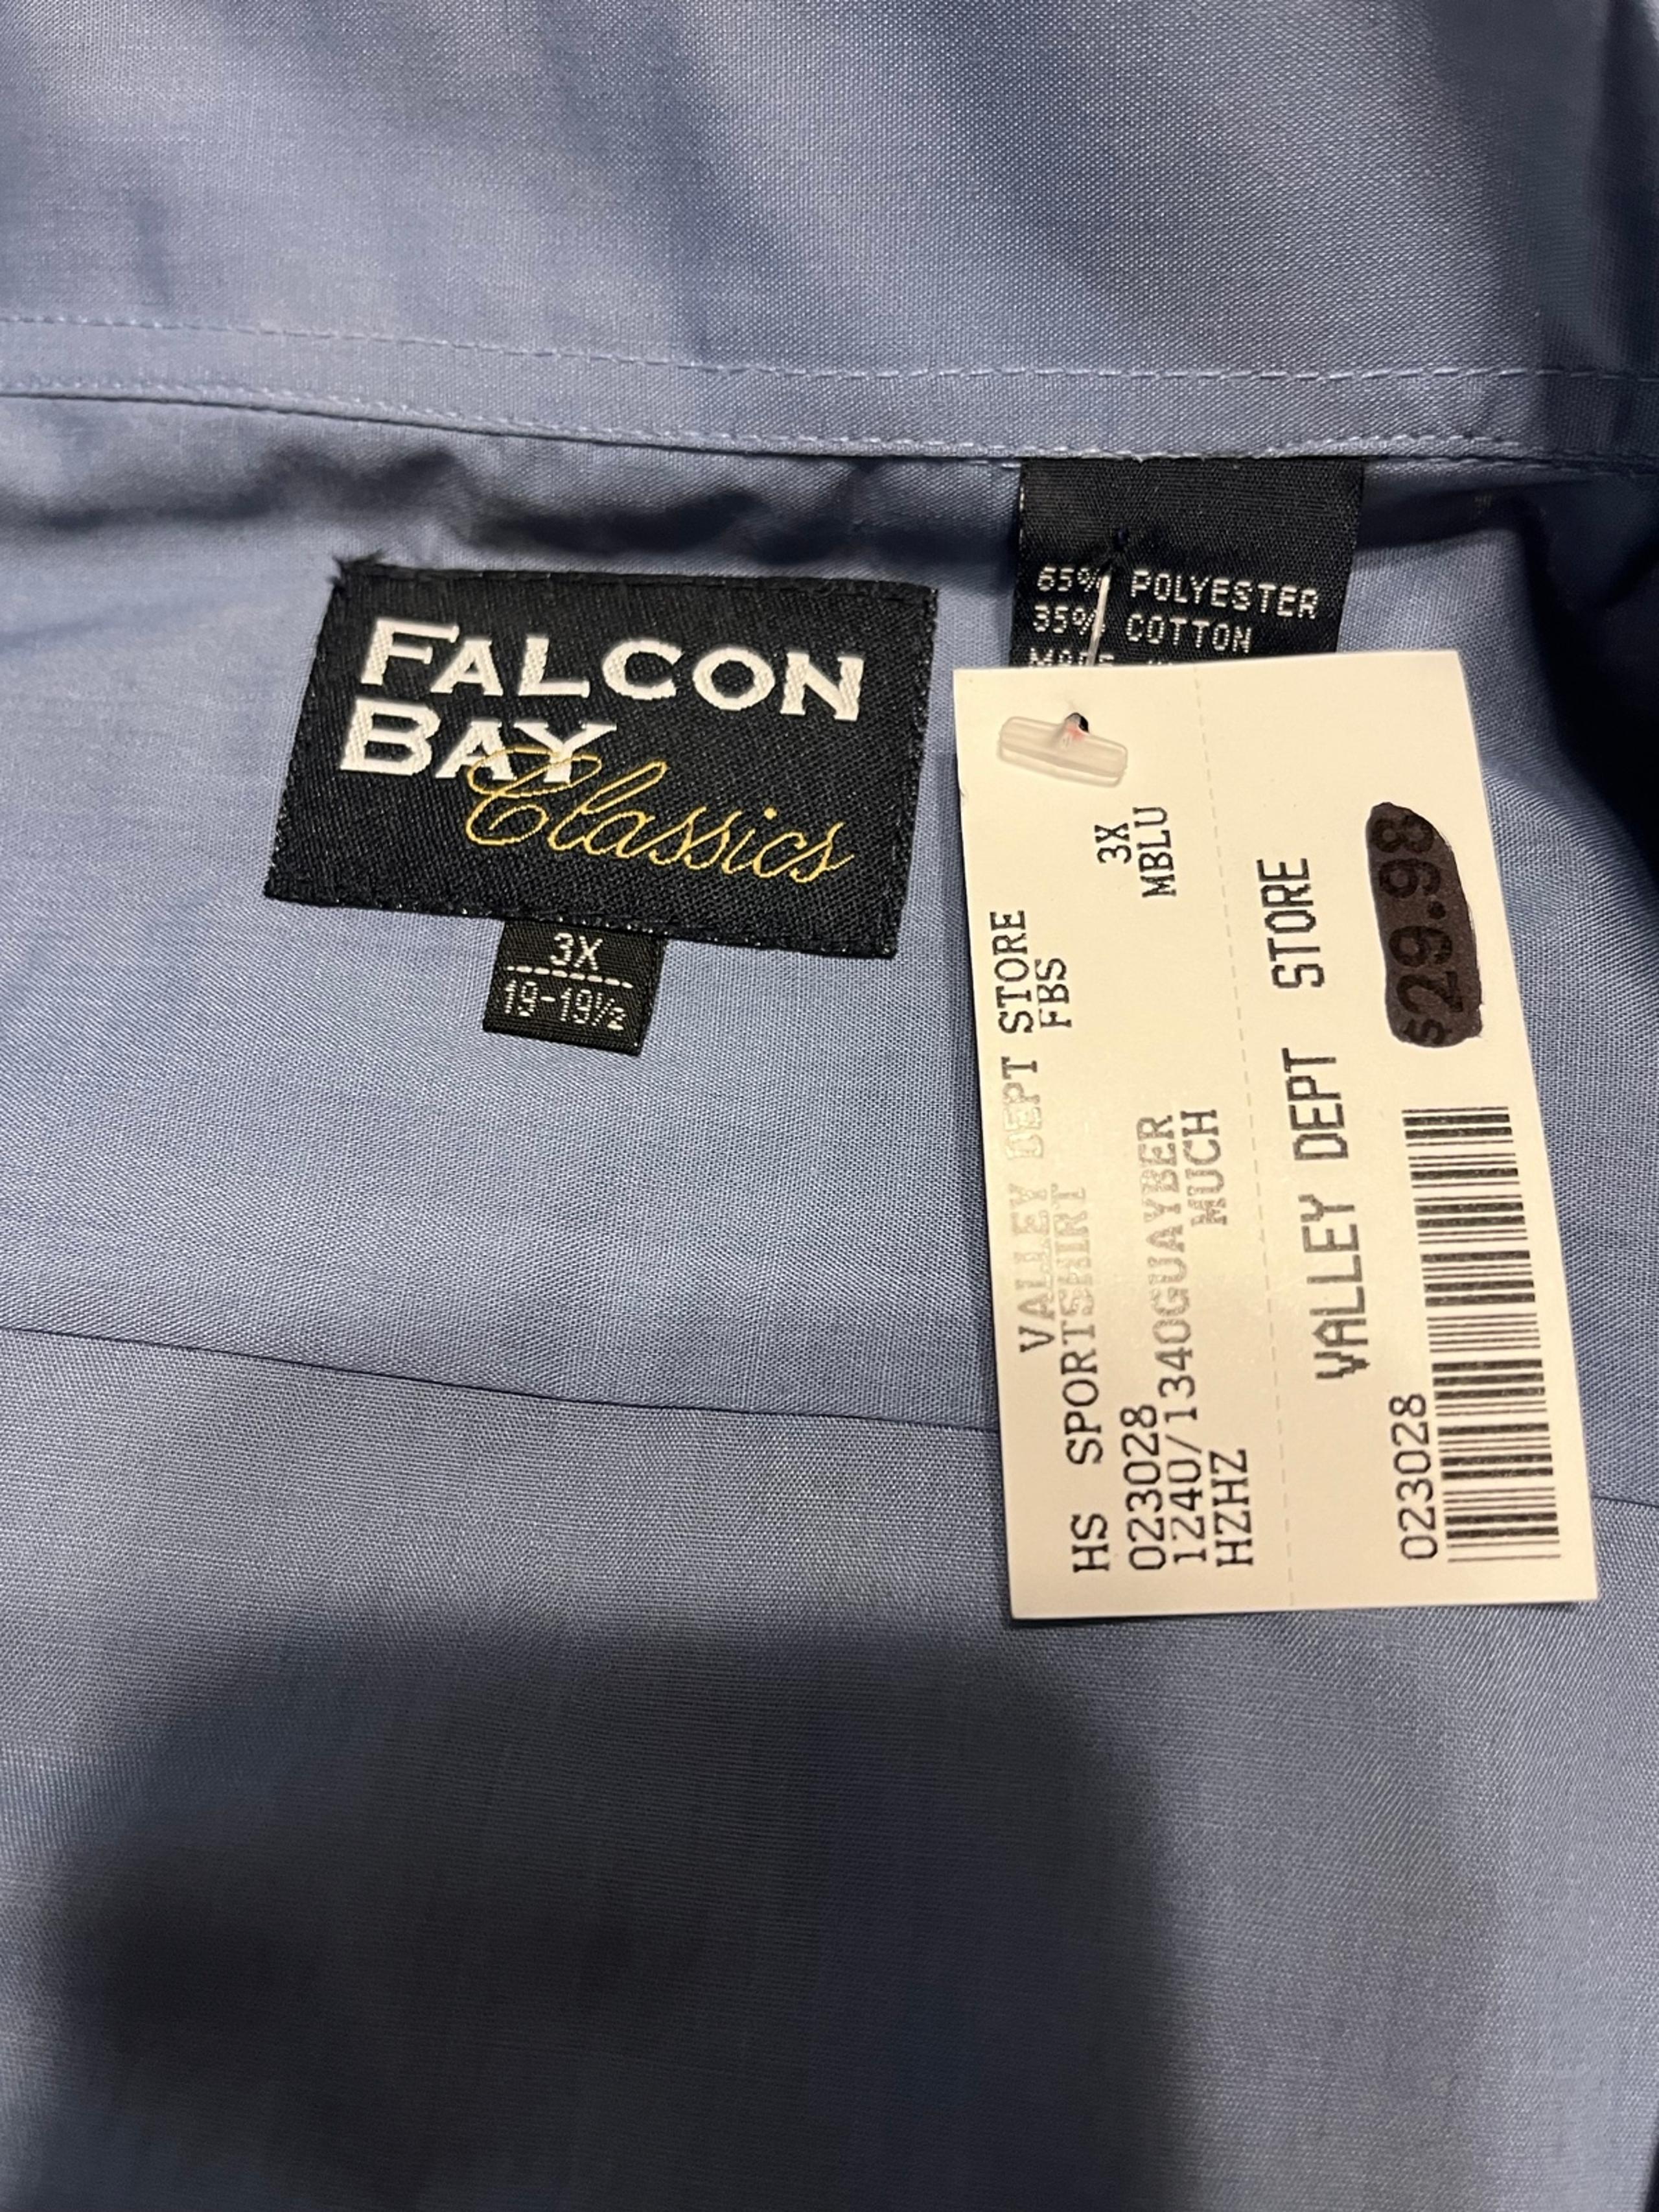 FALCON
BAY
Classics
3X
19-19½
65% POLYESTER
35% COTTON
MADE
VALLEY DEPT STORE
HS SPORTSHIRT FBS
023028 3X
1240/1340GUAYBER MBLU
HZHZ MUCH
VALLEY DEPT STORE
023028
$29.98